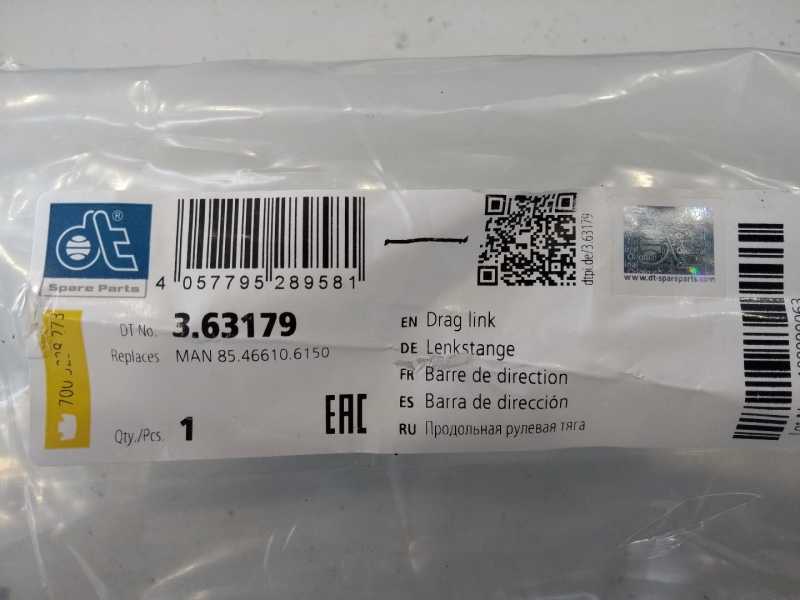 dt®
Spare Parts
4 057795 289581
dtpi.de/3.63179
www.dt-spareparts.com
DT No. 3.63179
Replaces MAN 85.46610.6150
Qty./Pcs. 1
EAC
EN Drag link
DE Lenkstange
FR Barre de direction
ES Barra de dirección
RU Продольная рулевая тяга